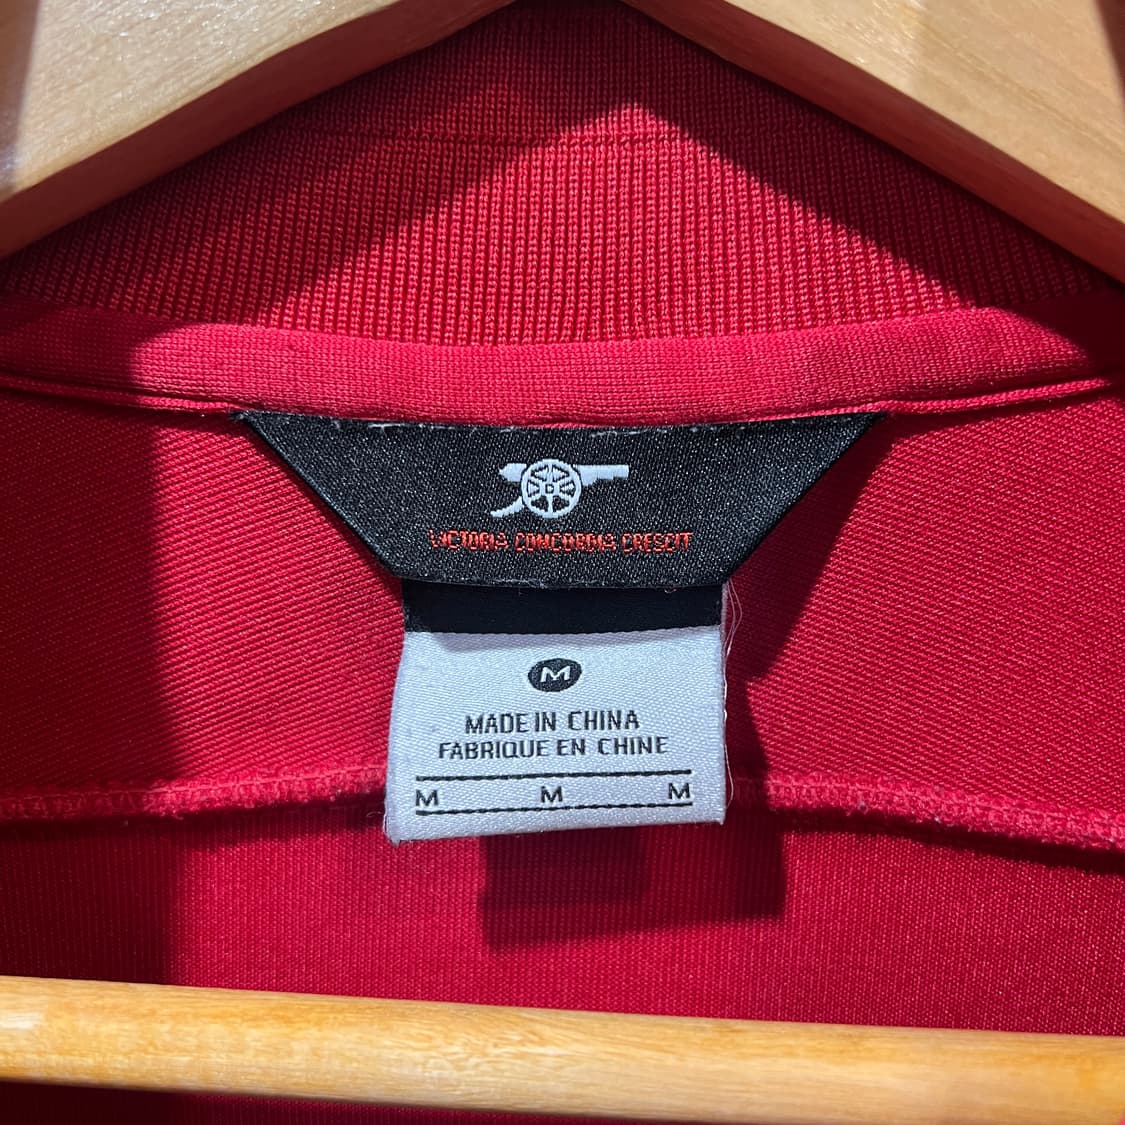 VICTORIA CONCORDIA CRESCIT
M
MADE IN CHINA
FABRIQUE EN CHINE
M M M